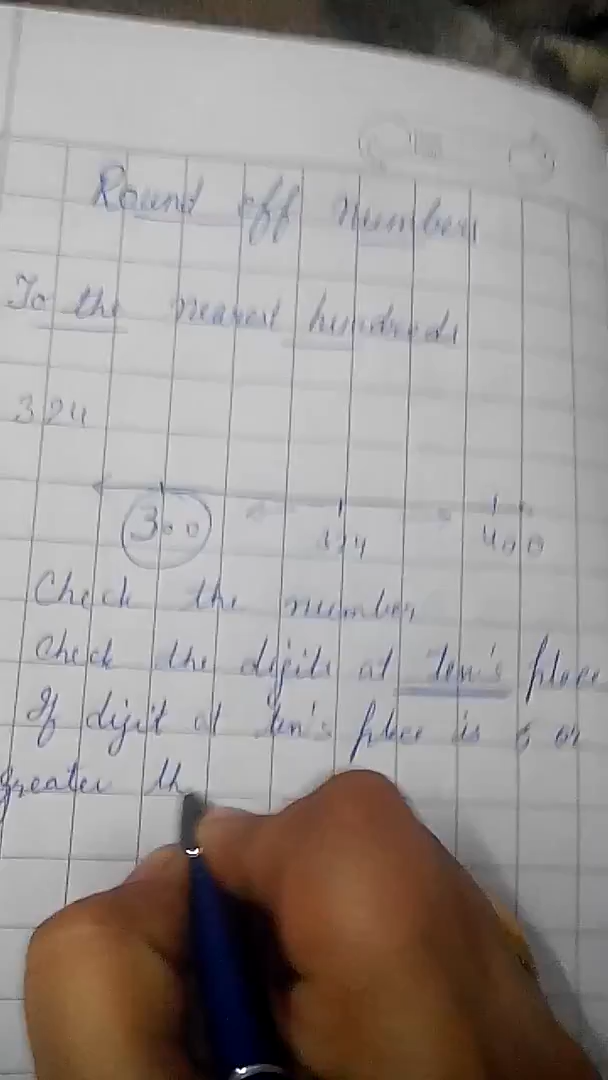 Round off numbers
To the nearest hundreds
324
300 324 400
Check the number
Check the digits at Ten's place
If digit at Ten's place is 5 or
greater th